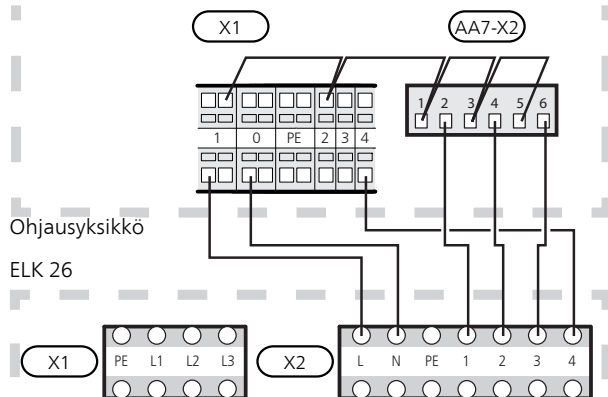 X1 AA7-X2
1 2 3 4 5 6
1 0 PE 2 3 4
Ohjausyksikkö
ELK 26
X1 PE L1 L2 L3 X2 L N PE 1 2 3 4